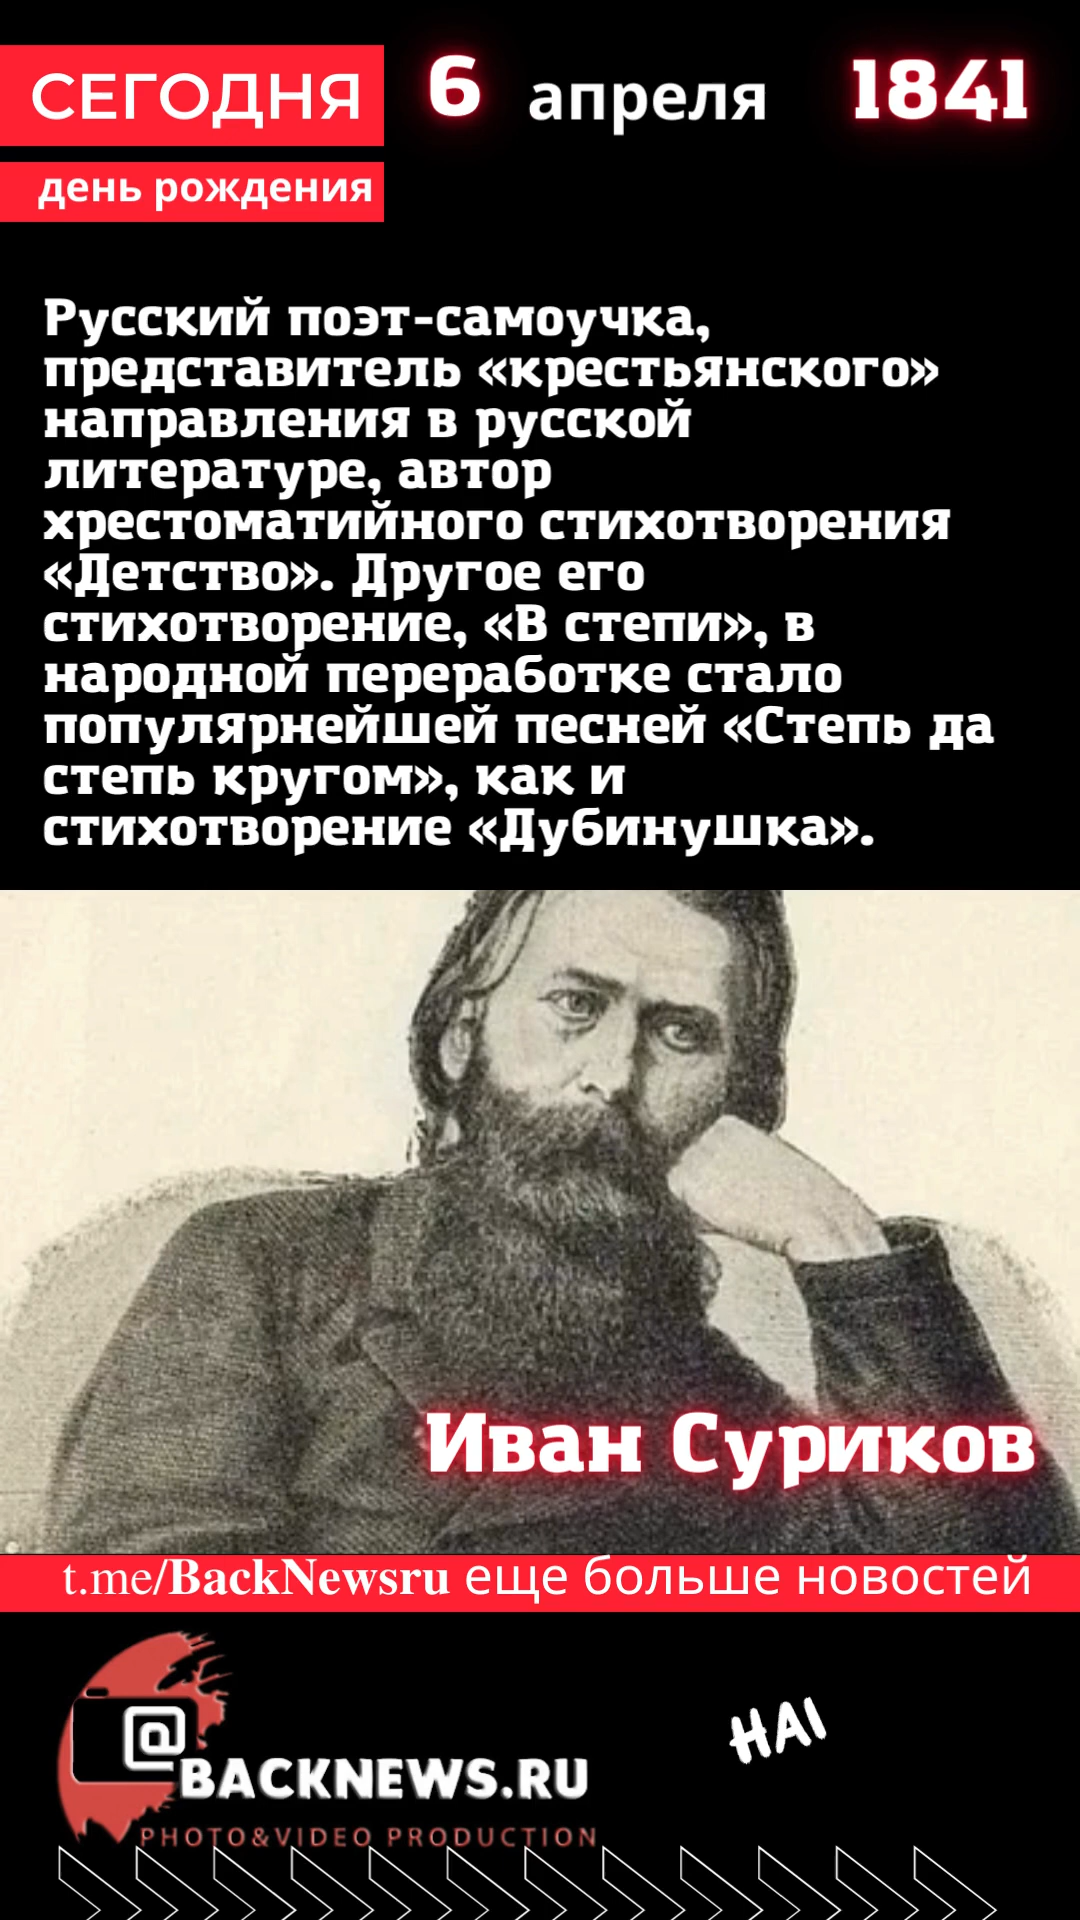 СЕГОДНЯ 6 апреля 1841
день рождения
Русский поэт-самоучка,
представитель «крестьянского»
направления в русской
литературе, автор
хрестоматийного стихотворения
«Детство». Другое его
стихотворение, «В степи», в
народной переработке стало
популярнейшей песней «Степь да
степь кругом», как и
стихотворение «Дубинушка».
Иван Суриков
t.me/BackNewsru еще больше новостей
@BACKNEWS.RU
PHOTO&VIDEO PRODUCTION
НАІ